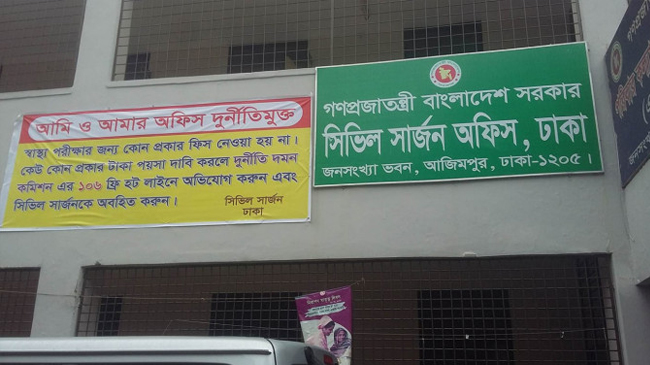 আমি ও আমার অফিস দুর্নীতিমুক্ত
স্বাস্থ্য পরীক্ষার জন্য কোন প্রকার ফিস নেওয়া হয় না।
কেউ কোন প্রকার টাকা পয়সা দাবি করলে দুর্নীতি দমন
কমিশন এর ১০৬ ফ্রি হট লাইনে অভিযোগ করুন এবং
সিভিল সার্জনকে অবহিত করুন।
সিভিল সার্জন
ঢাকা
গণপ্রজাতন্ত্রী বাংলাদেশ সরকার
সিভিল সার্জন অফিস, ঢাকা
জনসংখ্যা ভবন, আজিমপুর, ঢাকা-১২০৫।